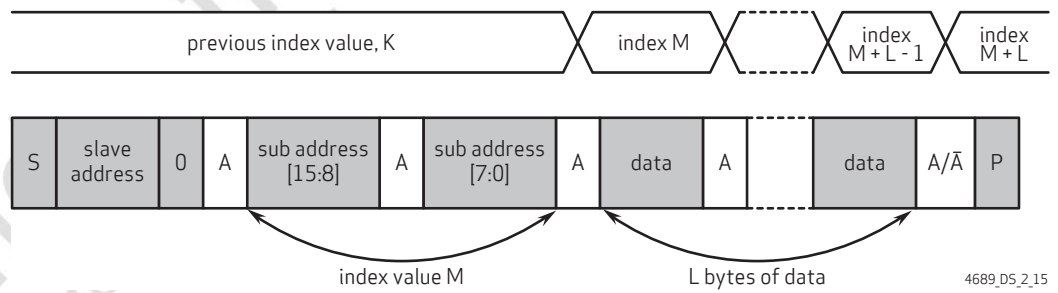 previous index value, K
index M
index
M + L - 1
index
M + L
S
slave
address
0
A
sub address
[15:8]
A
sub address
[7:0]
A
data
A
data
A/Ā
P
index value M
L bytes of data
4689_DS_2_15